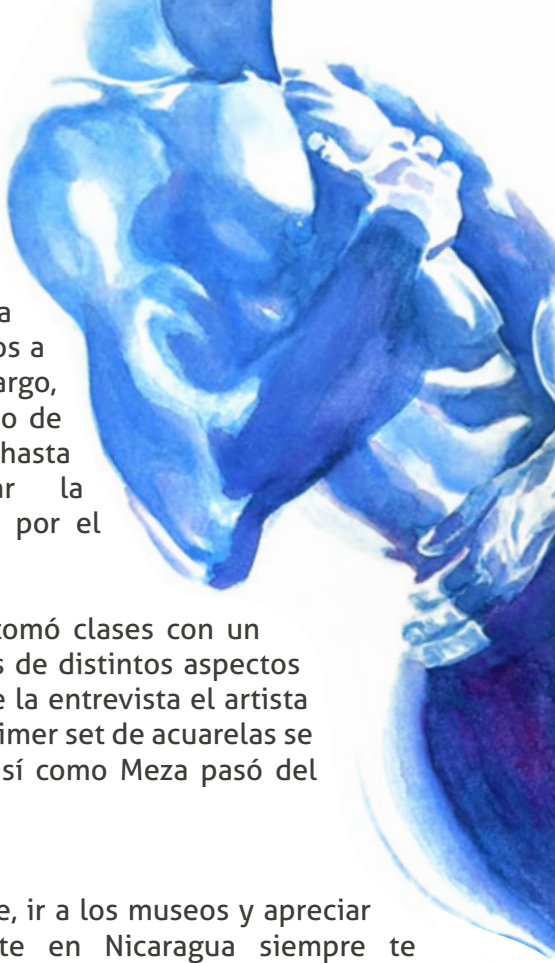 a
os a
argo,
o de
hasta
ar la
por el
tomó clases con un
s de distintos aspectos
e la entrevista el artista
imer set de acuarelas se
sí como Meza pasó del
e, ir a los museos y apreciar
te en Nicaragua siempre te